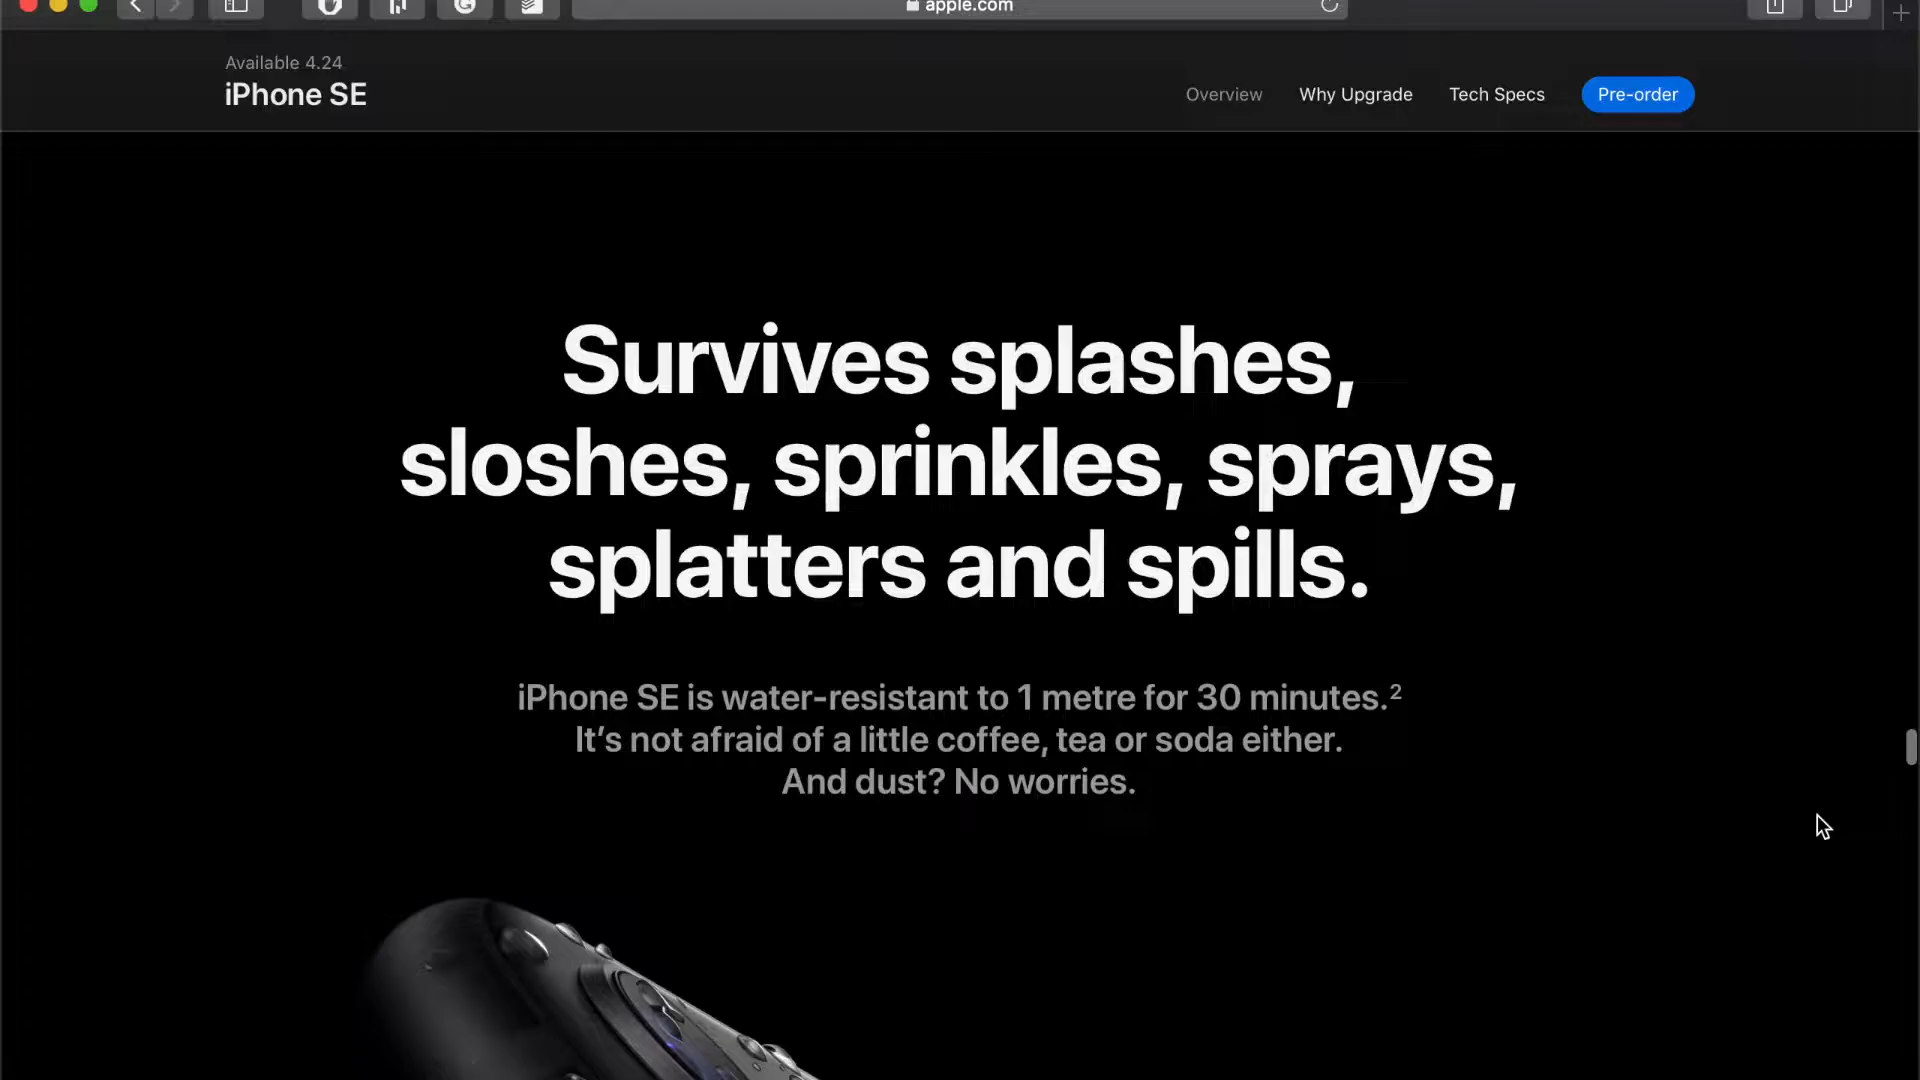 apple.com
Available 4.24
iPhone SE
Overview
Why Upgrade
Tech Specs
Pre-order
Survives splashes,
sloshes, sprinkles, sprays,
splatters and spills.
iPhone SE is water-resistant to 1 metre for 30 minutes.²
It’s not afraid of a little coffee, tea or soda either.
And dust? No worries.